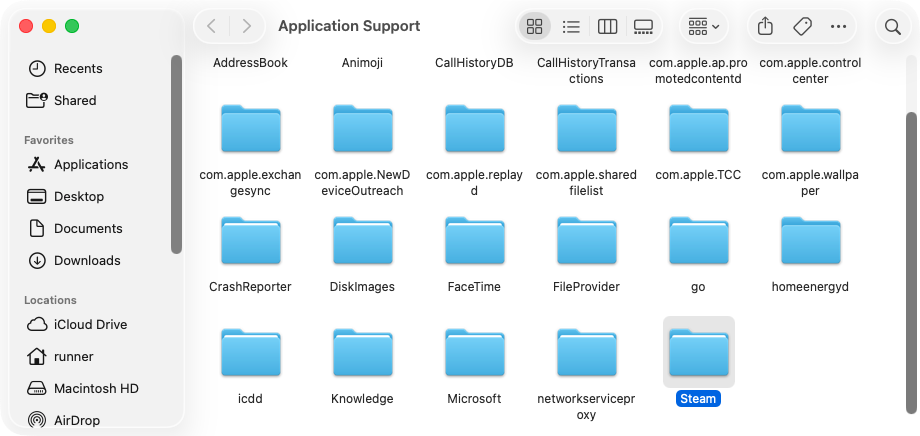 Application Support
Recents
Shared
Favorites
Applications
Desktop
Documents
Downloads
Locations
iCloud Drive
runner
Macintosh HD
AirDrop
AddressBook
Animoji
CallHistoryDB
CallHistoryTransa
ctions
com.apple.ap.pro
motedcontentd
com.apple.control
center
com.apple.exchan
gesync
com.apple.NewD
eviceOutreach
com.apple.replay
d
com.apple.shared
filelist
com.apple.TCC
com.apple.wallpa
per
CrashReporter
DiskImages
FaceTime
FileProvider
go
homeenergyd
icdd
Knowledge
Microsoft
networkservicepr
oxy
Steam